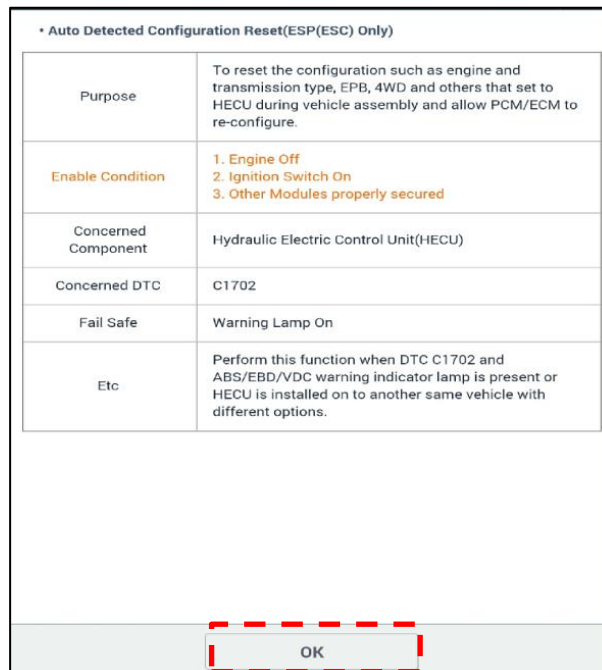 • Auto Detected Configuration Reset(ESP(ESC) Only)
Purpose
To reset the configuration such as engine and
transmission type, EPB, 4WD and others that set to
HECU during vehicle assembly and allow PCM/ECM to
re-configure.
Enable Condition
1. Engine Off
2. Ignition Switch On
3. Other Modules properly secured
Concerned
Component
Hydraulic Electric Control Unit(HECU)
Concerned DTC
C1702
Fail Safe
Warning Lamp On
Etc
Perform this function when DTC C1702 and
ABS/EBD/VDC warning indicator lamp is present or
HECU is installed on to another same vehicle with
different options.
OK